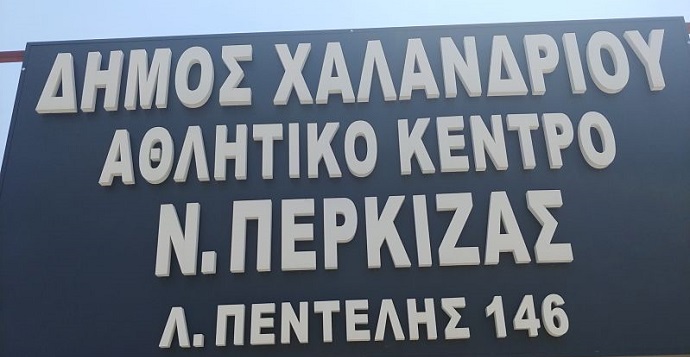 ΔΗΜΟΣ ΧΑΛΑΝΔΡΙΟΥ
ΑΘΛΗΤΙΚΟ ΚΕΝΤΡΟ
Ν. ΠΕΡΚΙΖΑΣ
Λ. ΠΕΝΤΕΛΗΣ 146